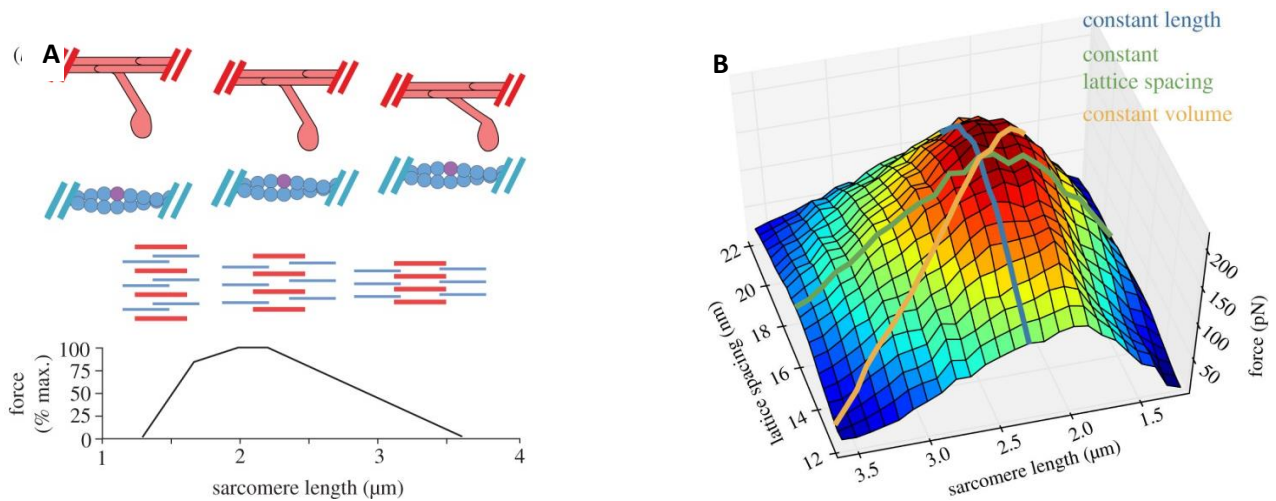 (
A
force
(% max.)
100
75
50
25
0
1
2
3
4
sarcomere length (μm)
B
constant length
constant
lattice spacing
constant volume
22
20
18
16
14
12
lattice spacing (nm)
3.5
3.0
2.5
2.0
1.5
sarcomere length (μm)
200
150
100
50
force (pN)